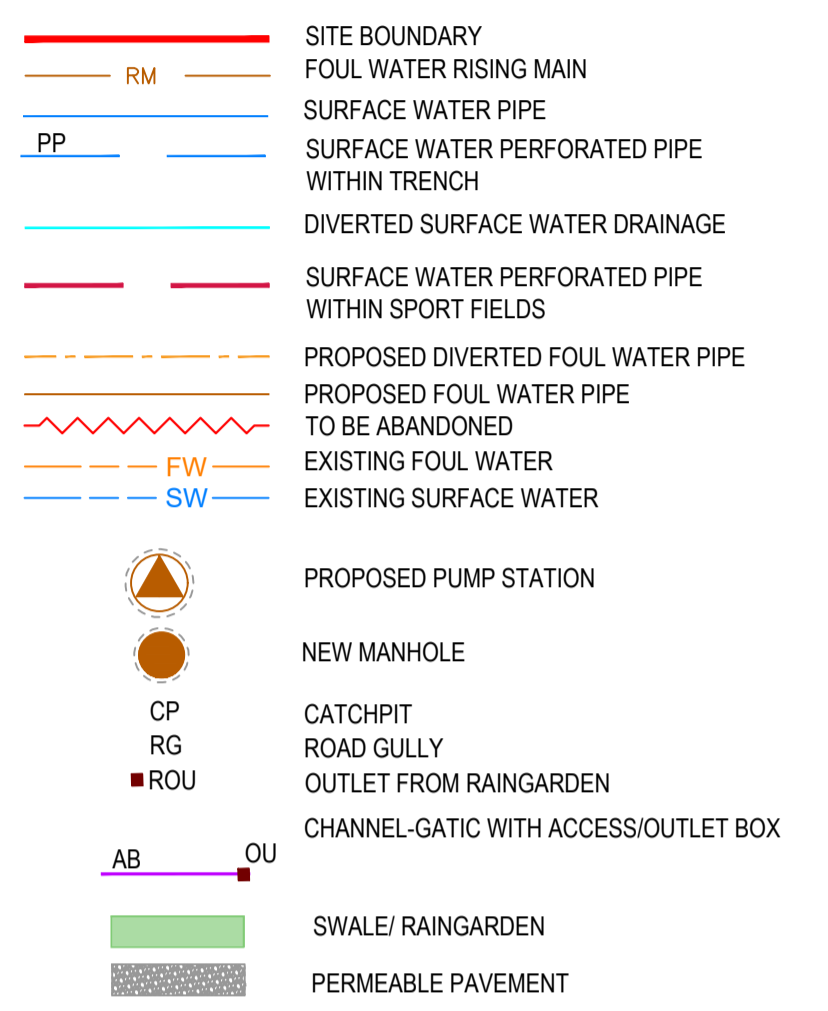 SITE BOUNDARY
RM FOUL WATER RISING MAIN
SURFACE WATER PIPE
PP SURFACE WATER PERFORATED PIPE
WITHIN TRENCH
DIVERTED SURFACE WATER DRAINAGE
SURFACE WATER PERFORATED PIPE
WITHIN SPORT FIELDS
PROPOSED DIVERTED FOUL WATER PIPE
PROPOSED FOUL WATER PIPE
TO BE ABANDONED
FW EXISTING FOUL WATER
SW EXISTING SURFACE WATER
PROPOSED PUMP STATION
NEW MANHOLE
CP CATCHPIT
RG ROAD GULLY
ROU OUTLET FROM RAINGARDEN
CHANNEL-GATIC WITH ACCESS/OUTLET BOX
AB OU
SWALE/ RAINGARDEN
PERMEABLE PAVEMENT